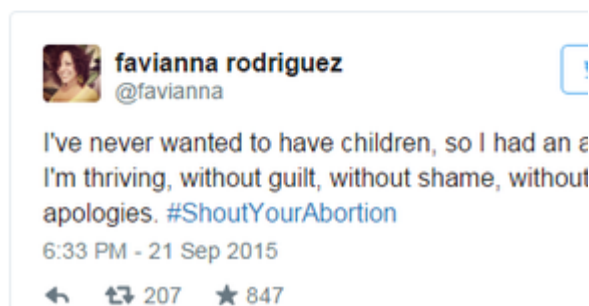 favianna rodriguez
@favianna
I've never wanted to have children, so I had an a
I'm thriving, without guilt, without shame, without
apologies. #ShoutYourAbortion
6:33 PM - 21 Sep 2015
207 847